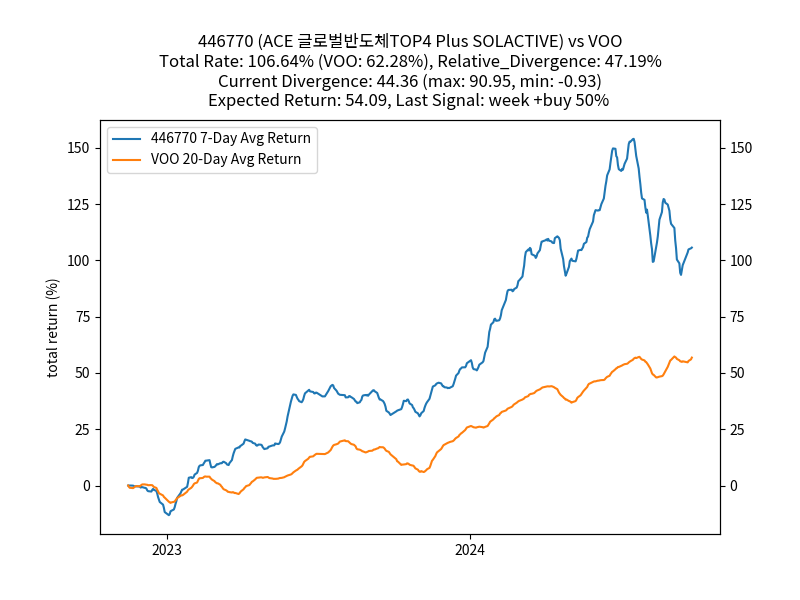 446770 (ACE 글로벌반도체TOP4 Plus SOLACTIVE) vs VOO
Total Rate: 106.64% (VOO: 62.28%), Relative_Divergence: 47.19%
Current Divergence: 44.36 (max: 90.95, min: -0.93)
Expected Return: 54.09, Last Signal: week +buy 50%
446770 7-Day Avg Return
VOO 20-Day Avg Return
total return (%)
150
125
100
75
50
25
0
150
125
100
75
50
25
0
2023
2024